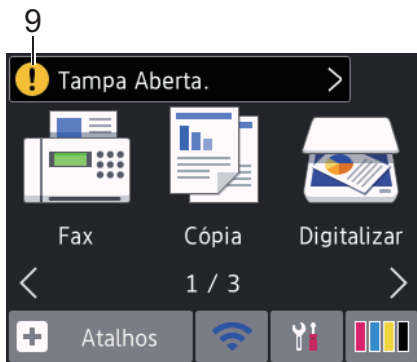 9
! Tampa Aberta. >
Fax Cópia Digitalizar
< 1 / 3 >
+ Atalhos